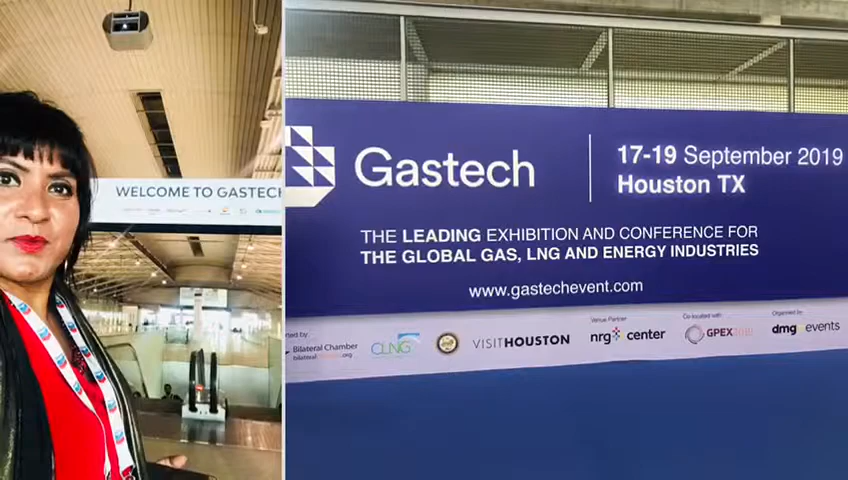 WELCOME TO GASTECH
Gastech
17-19 September 2019
Houston TX
THE LEADING EXHIBITION AND CONFERENCE FOR
THE GLOBAL GAS, LNG AND ENERGY INDUSTRIES
www.gastechevent.com
Venue Partner
Co-located with
Organised by
Bilateral Chamber
CLNG
VISITHOUSTON
nrg center
GPEX
dmg events